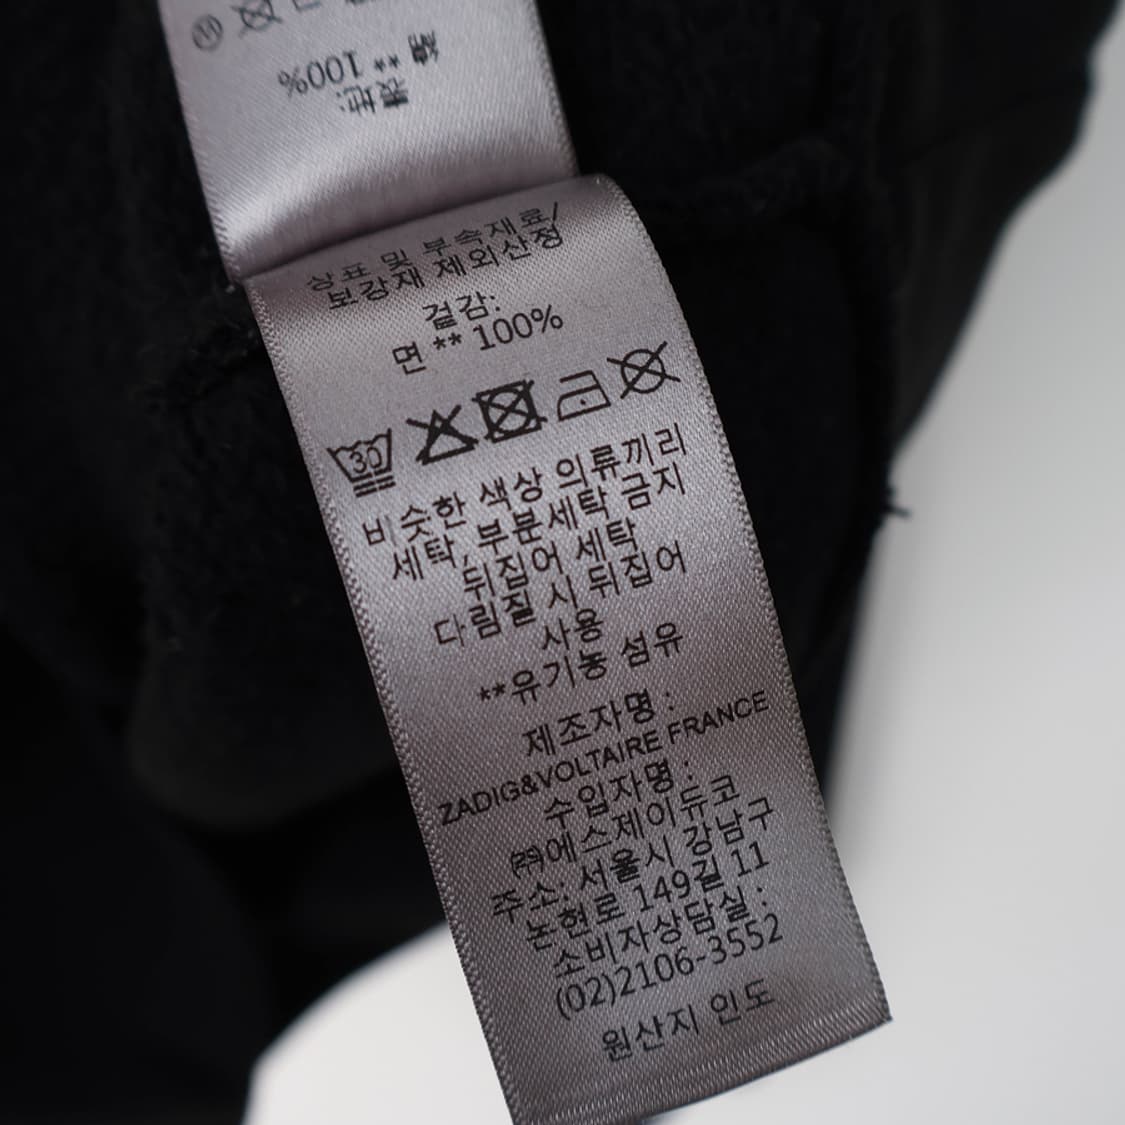 綿 ** 100%
表地:
상표 및 부속재료/
보강재 제외산정
겉감:
면 ** 100%
30
비슷한 색상 의류끼리
세탁, 부분세탁 금지
뒤집어 세탁
다림질 시 뒤집어
사용
**유기농 섬유
제조자명 :
ZADIG&VOLTAIRE FRANCE
수입자명 :
㈜에스제이듀코
주소: 서울시 강남구
논현로 149길 11
소비자상담실 :
(02)2106-3552
원산지 인도